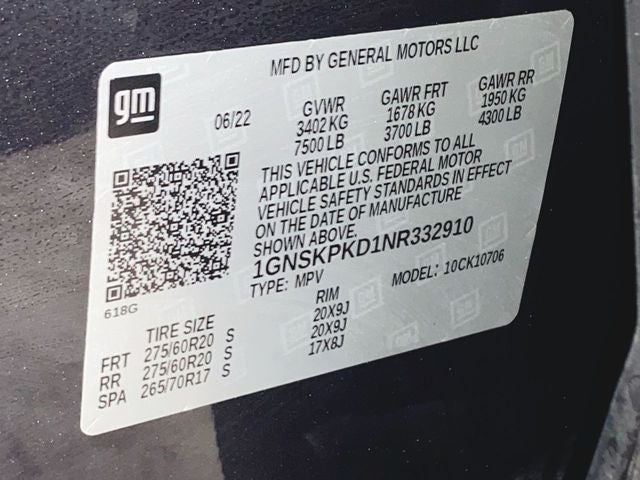 MFD BY GENERAL MOTORS LLC
gm
06/22
GVWR
3402 KG
7500 LB
GAWR FRT
1678 KG
3700 LB
GAWR RR
1950 KG
4300 LB
THIS VEHICLE CONFORMS TO ALL
APPLICABLE U.S. FEDERAL MOTOR
VEHICLE SAFETY STANDARDS IN EFFECT
ON THE DATE OF MANUFACTURE
SHOWN ABOVE.
1GNSKPKD1NR332910
TYPE: MPV
MODEL: 10CK10706
618G
TIRE SIZE RIM
FRT 275/60R20 S 20X9J
RR 275/60R20 S 20X9J
SPA 265/70R17 S 17X8J